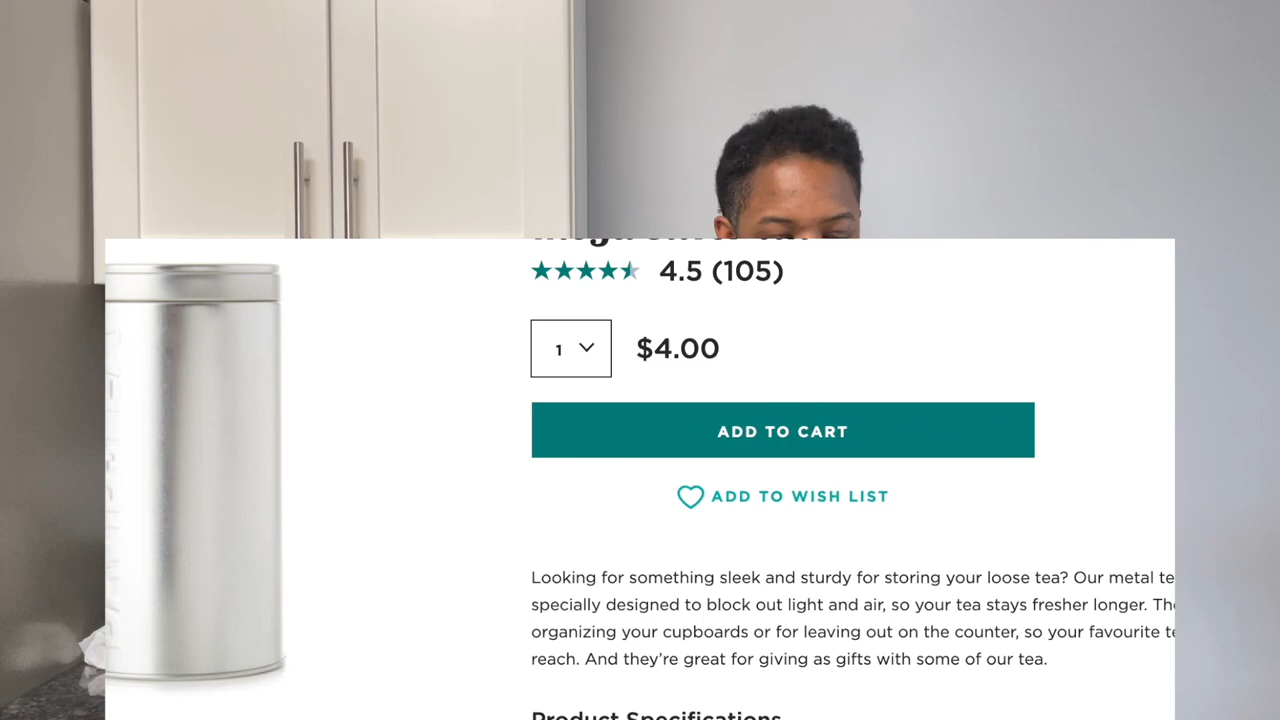 4.5 (105)
1
$4.00
ADD TO CART
ADD TO WISH LIST
Looking for something sleek and sturdy for storing your loose tea? Our metal te
specially designed to block out light and air, so your tea stays fresher longer. Th
organizing your cupboards or for leaving out on the counter, so your favourite te
reach. And they're great for giving as gifts with some of our tea.
Product Specifications